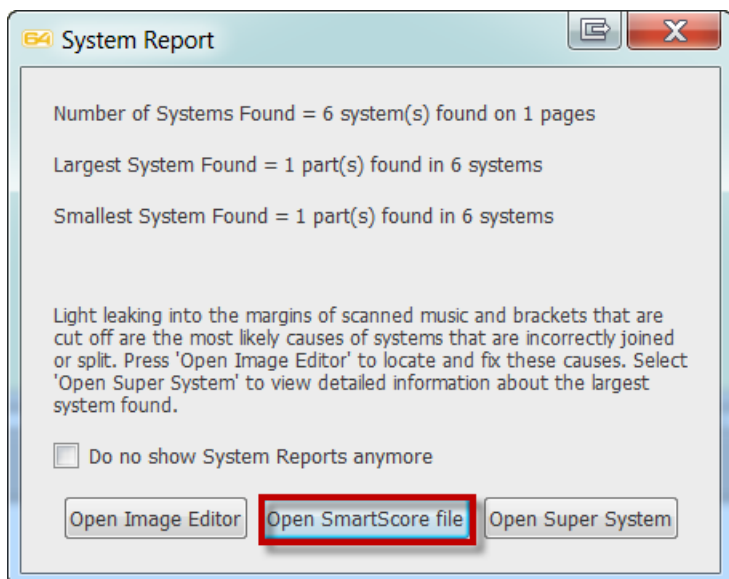 64 System Report
Number of Systems Found = 6 system(s) found on 1 pages
Largest System Found = 1 part(s) found in 6 systems
Smallest System Found = 1 part(s) found in 6 systems
Light leaking into the margins of scanned music and brackets that are
cut off are the most likely causes of systems that are incorrectly joined
or split. Press 'Open Image Editor' to locate and fix these causes. Select
'Open Super System' to view detailed information about the largest
system found.
Do no show System Reports anymore
Open Image Editor Open SmartScore file Open Super System